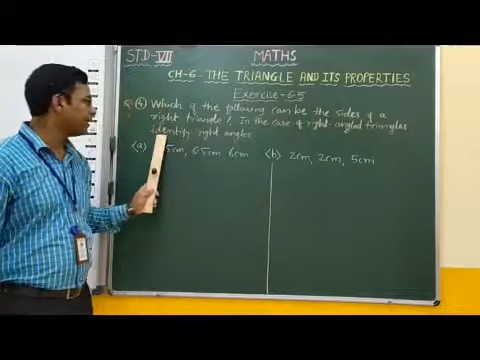 STD-VII MATHS
CH-6 - THE TRIANGLE AND ITS PROPERTIES
Exercise-6.5
Q: (4) Which of the following can be the sides of a
right triangle? In the case of right-angled triangles
identify right angles.
(a) 5cm, 6.5cm 6cm (b) 2cm, 2cm, 5cm